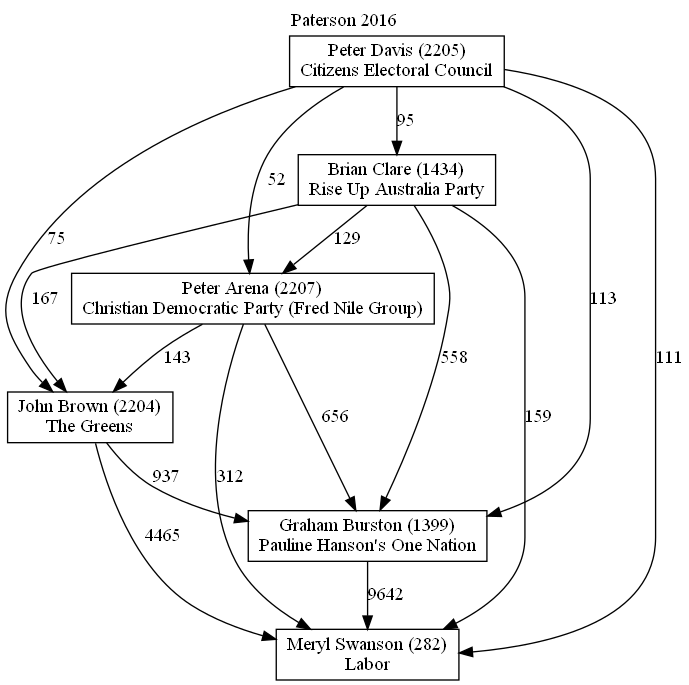 Paterson 2016
Peter Davis (2205)
Citizens Electoral Council
95
Brian Clare (1434)
Rise Up Australia Party
52
75
129
167
Peter Arena (2207)
Christian Democratic Party (Fred Nile Group)
113
143
558
111
John Brown (2204)
The Greens
656
159
937
312
4465
Graham Burston (1399)
Pauline Hanson's One Nation
9642
Meryl Swanson (282)
Labor